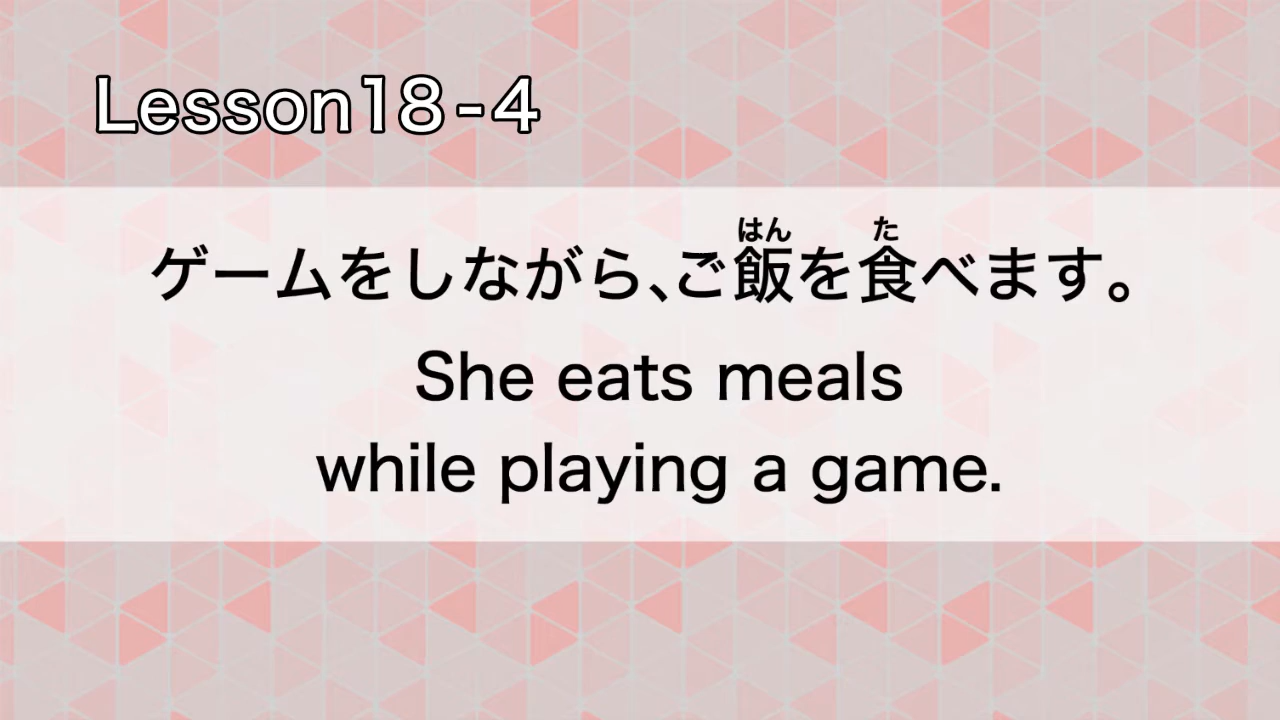 Lesson18-4
はん た
ゲームをしながら、ご飯を食べます。
She eats meals
while playing a game.